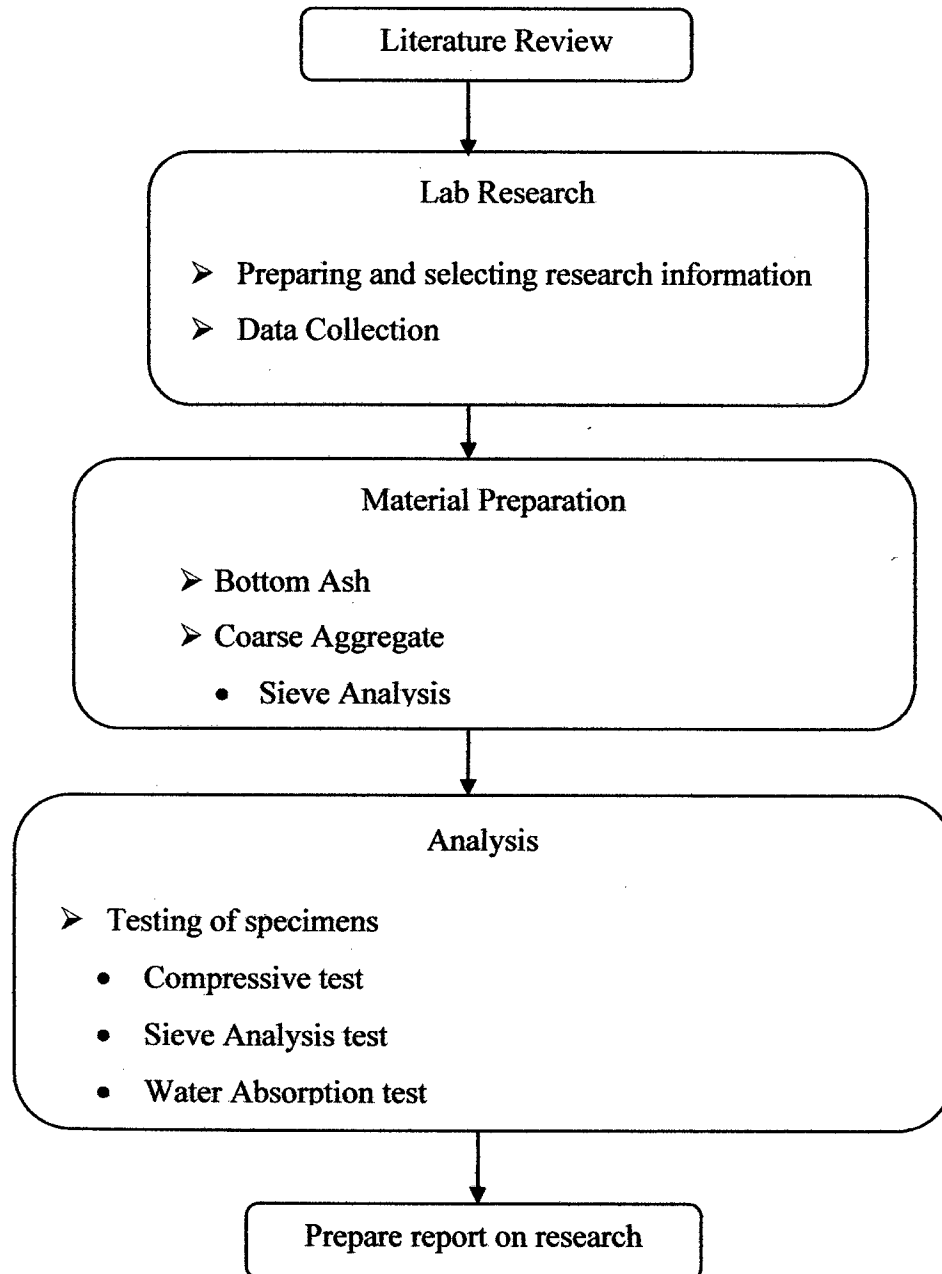 Literature Review
Lab Research
➢ Preparing and selecting research information
➢ Data Collection
Material Preparation
➢ Bottom Ash
➢ Coarse Aggregate
• Sieve Analysis
Analysis
➢ Testing of specimens
• Compressive test
• Sieve Analysis test
• Water Absorption test
Prepare report on research